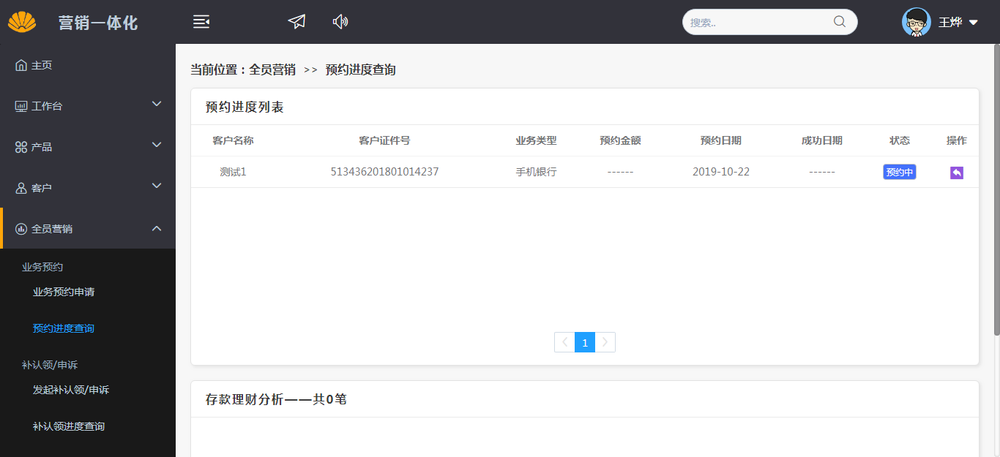 营销一体化
搜索..
王烨
主页
工作台
产品
客户
全员营销
业务预约
业务预约申请
预约进度查询
补认领/申诉
发起补认领/申诉
补认领进度查询
当前位置：全员营销 >> 预约进度查询
预约进度列表
客户名称 客户证件号 业务类型 预约金额 预约日期 成功日期 状态 操作
测试1 513436201801014237 手机银行 ------ 2019-10-22 ------ 预约中
1
存款理财分析——共0笔